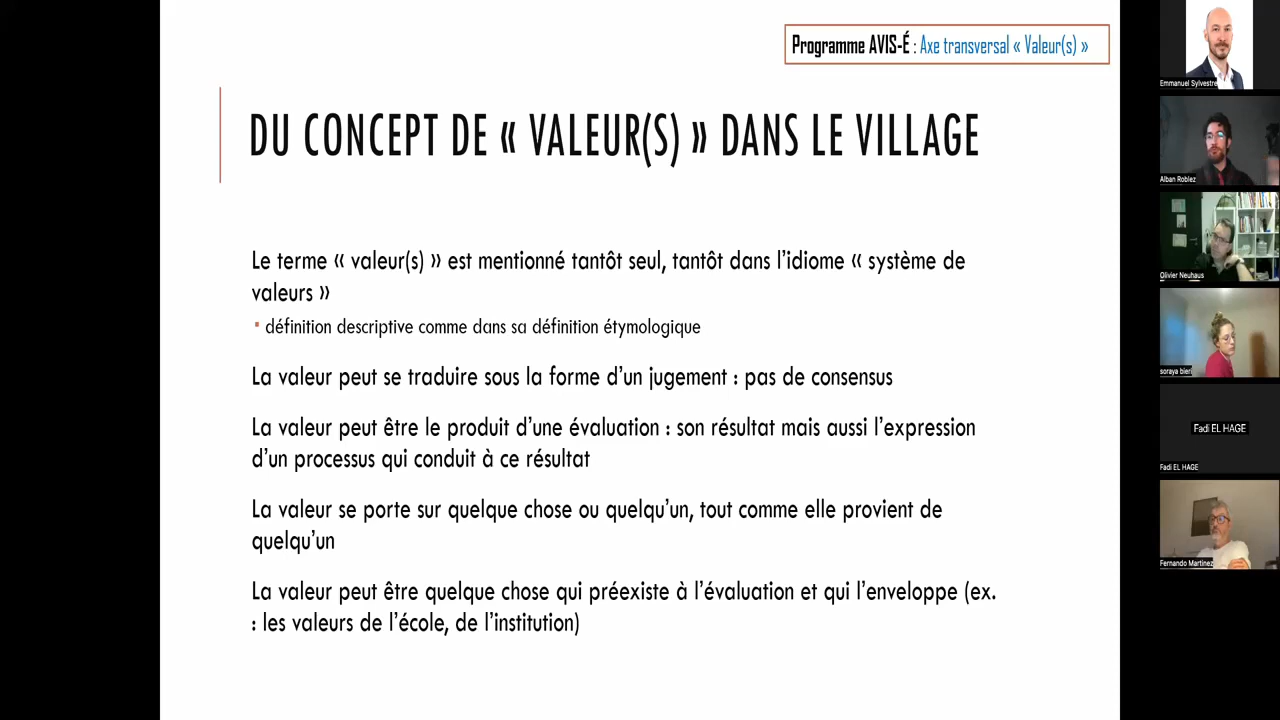 Programme AVIS-É : Axe transversal « Valeur(s) »
DU CONCEPT DE « VALEUR(S) » DANS LE VILLAGE
Le terme « valeur(s) » est mentionné tantôt seul, tantôt dans l'idiome « système de
valeurs »
▪ définition descriptive comme dans sa définition étymologique
La valeur peut se traduire sous la forme d'un jugement : pas de consensus
La valeur peut être le produit d'une évaluation : son résultat mais aussi l'expression
d'un processus qui conduit à ce résultat
La valeur se porte sur quelque chose ou quelqu'un, tout comme elle provient de
quelqu'un
La valeur peut être quelque chose qui préexiste à l'évaluation et qui l'enveloppe (ex.
: les valeurs de l'école, de l'institution)
Emmanuel Sylvestre
Alban Roblez
Olivier Neuhaus
soraya bieri
Fadi EL HAGE
Fadi EL HAGE
Fernando Martinez